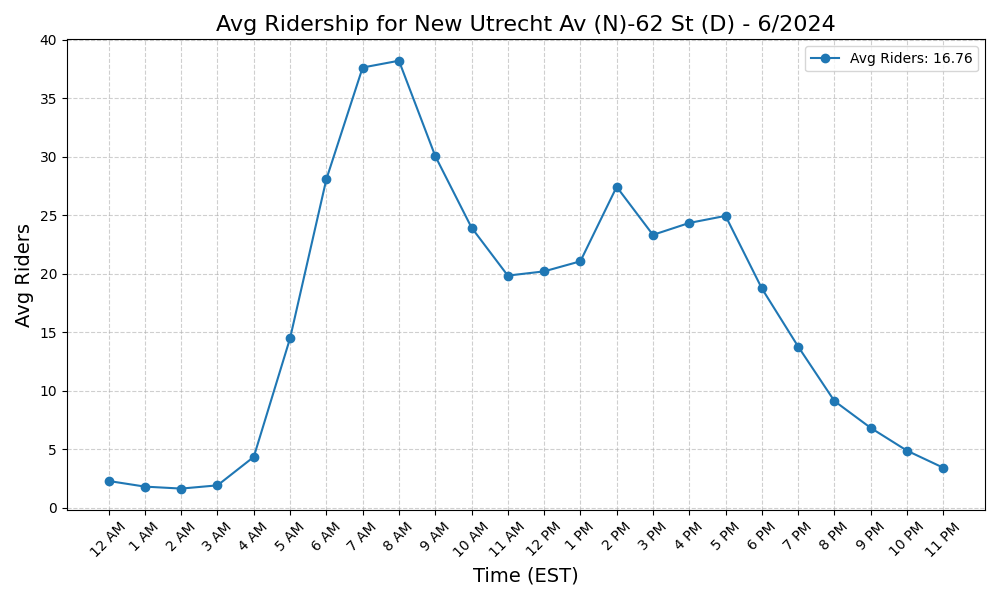 Avg Ridership for New Utrecht Av (N)-62 St (D) - 6/2024
Avg Riders: 16.76
Avg Riders
40
35
30
25
20
15
10
5
0
12 AM
1 AM
2 AM
3 AM
4 AM
5 AM
6 AM
7 AM
8 AM
9 AM
10 AM
11 AM
12 PM
1 PM
2 PM
3 PM
4 PM
5 PM
6 PM
7 PM
8 PM
9 PM
10 PM
11 PM
Time (EST)